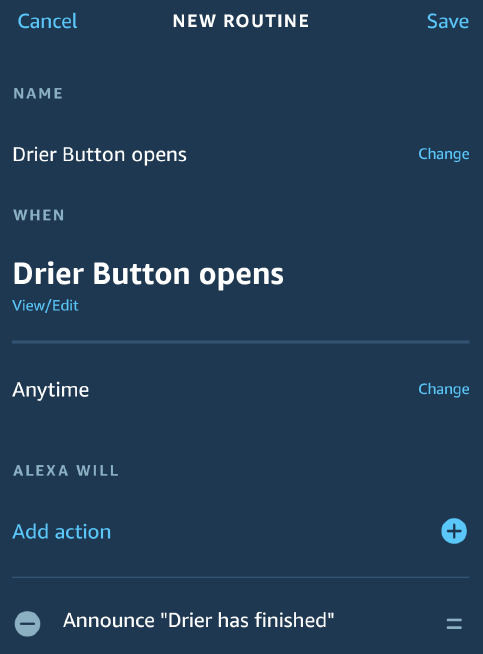 Cancel NEW ROUTINE Save
NAME
Drier Button opens Change
WHEN
Drier Button opens
View/Edit
Anytime Change
ALEXA WILL
Add action
Announce "Drier has finished"